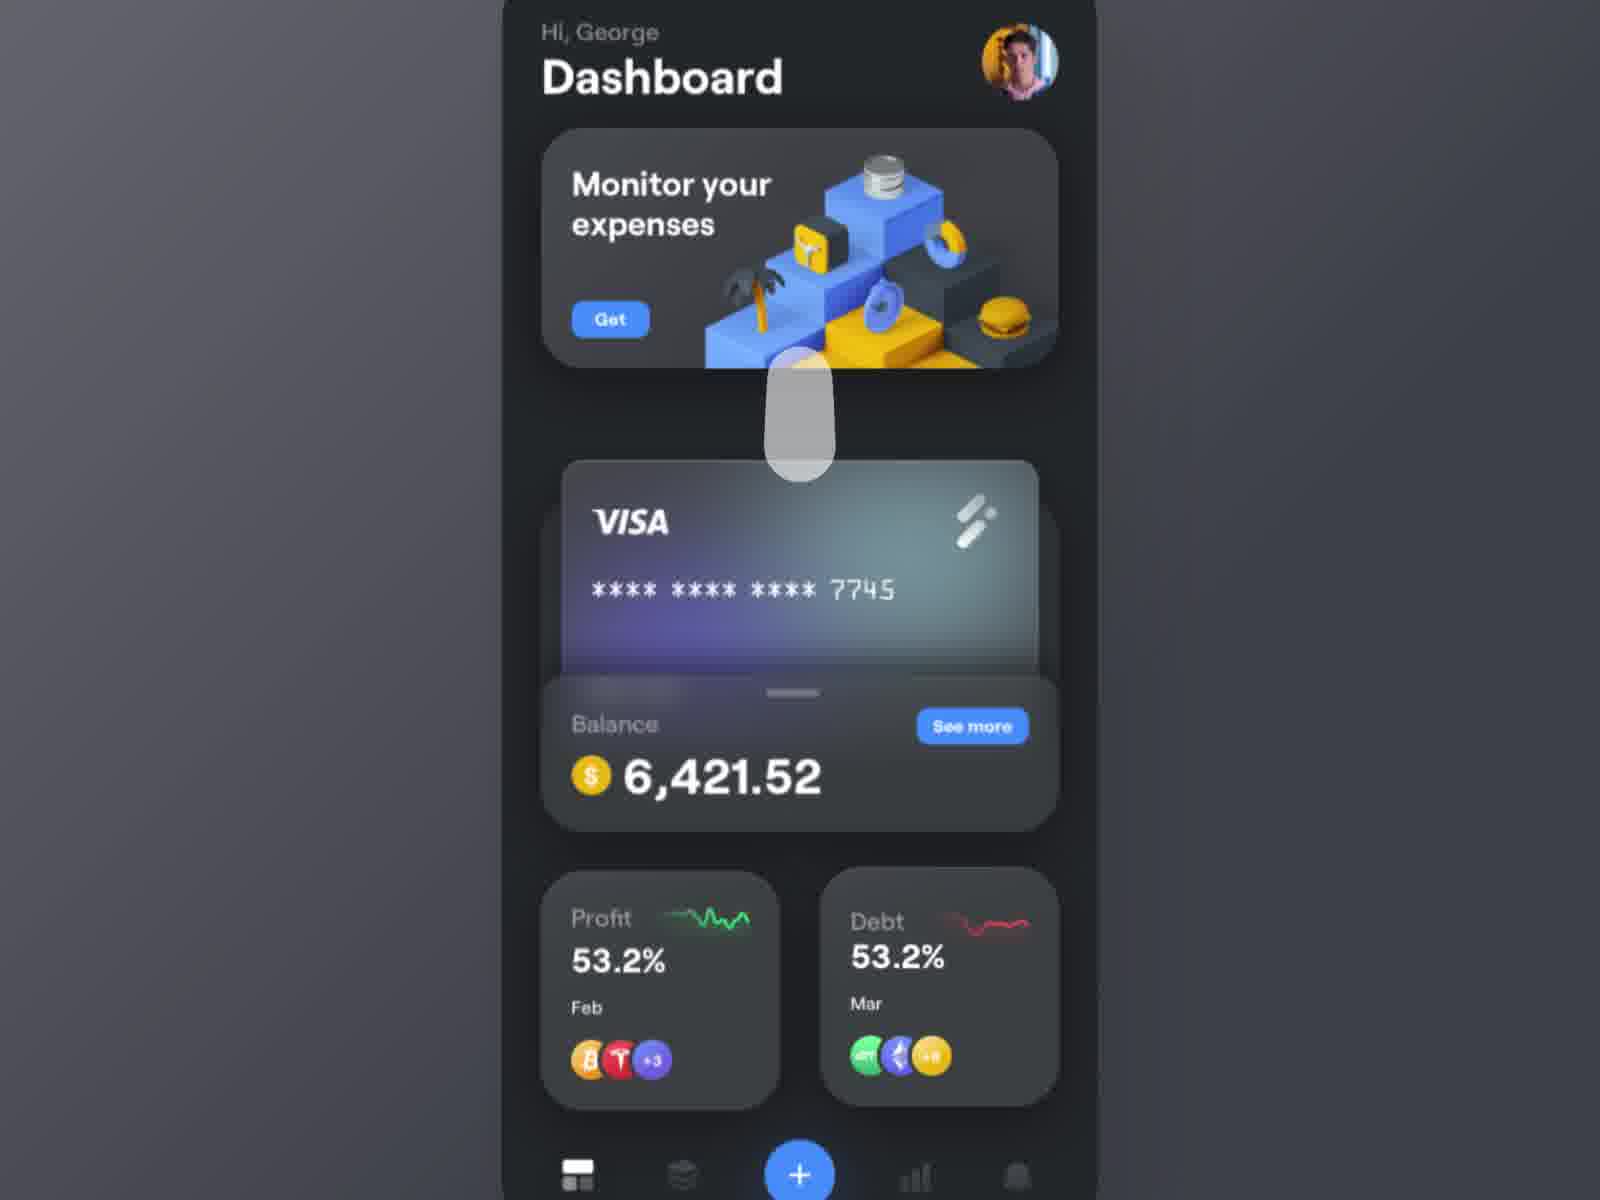 Hi, George
Dashboard
Monitor your
expenses
Get
VISA
**** **** **** 7745
Balance
See more
$ 6,421.52
Profit
53.2%
Feb
+3
Debt
53.2%
Mar
+8